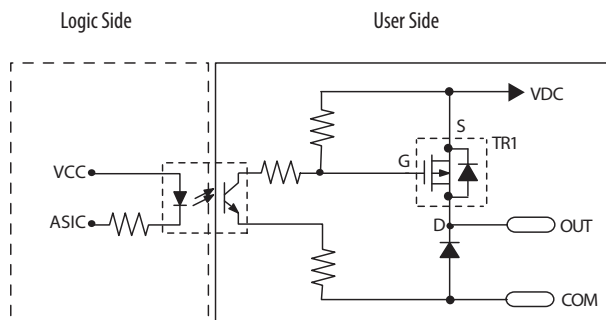 Logic Side
User Side
VDC
S
TR1
G
VCC
ASIC
D
OUT
COM